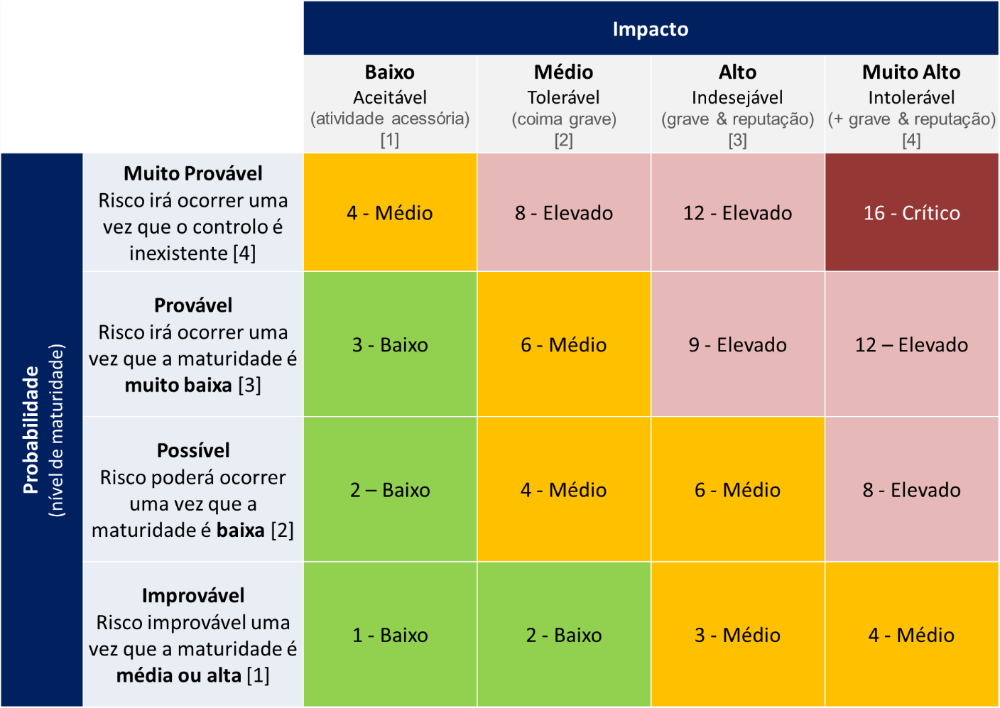 Impacto
Baixo
Aceitável
(atividade acessória)
[1]
Médio
Tolerável
(coima grave)
[2]
Alto
Indesejável
(grave & reputação)
[3]
Muito Alto
Intolerável
(+ grave & reputação)
[4]
Probabilidade
(nível de maturidade)
Muito Provável
Risco irá ocorrer uma
vez que o controlo é
inexistente [4]
4 - Médio
8 - Elevado
12 - Elevado
16 - Crítico
Provável
Risco irá ocorrer uma
vez que a maturidade é
muito baixa [3]
3 - Baixo
6 - Médio
9 - Elevado
12 – Elevado
Possível
Risco poderá ocorrer
uma vez que a
maturidade é baixa [2]
2 – Baixo
4 - Médio
6 - Médio
8 - Elevado
Improvável
Risco improvável uma
vez que a maturidade é
média ou alta [1]
1 - Baixo
2 - Baixo
3 - Médio
4 - Médio